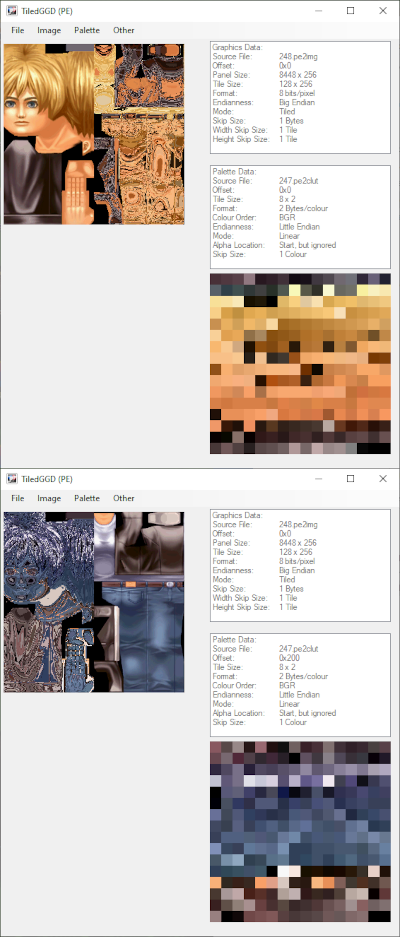 TiledGGD (PE)
File Image Palette Other
Graphics Data:
Source File: 248.pe2img
Offset: 0x0
Panel Size: 8448 x 256
Tile Size: 128 x 256
Format: 8 bits/pixel
Endianness: Big Endian
Mode: Tiled
Skip Size: 1 Bytes
Width Skip Size: 1 Tile
Height Skip Size: 1 Tile
Palette Data:
Source File: 247.pe2clut
Offset: 0x0
Tile Size: 8 x 2
Format: 2 Bytes/colour
Colour Order: BGR
Endianness: Little Endian
Mode: Linear
Alpha Location: Start, but ignored
Skip Size: 1 Colour
TiledGGD (PE)
File Image Palette Other
Graphics Data:
Source File: 248.pe2img
Offset: 0x0
Panel Size: 8448 x 256
Tile Size: 128 x 256
Format: 8 bits/pixel
Endianness: Big Endian
Mode: Tiled
Skip Size: 1 Bytes
Width Skip Size: 1 Tile
Height Skip Size: 1 Tile
Palette Data:
Source File: 247.pe2clut
Offset: 0x200
Tile Size: 8 x 2
Format: 2 Bytes/colour
Colour Order: BGR
Endianness: Little Endian
Mode: Linear
Alpha Location: Start, but ignored
Skip Size: 1 Colour